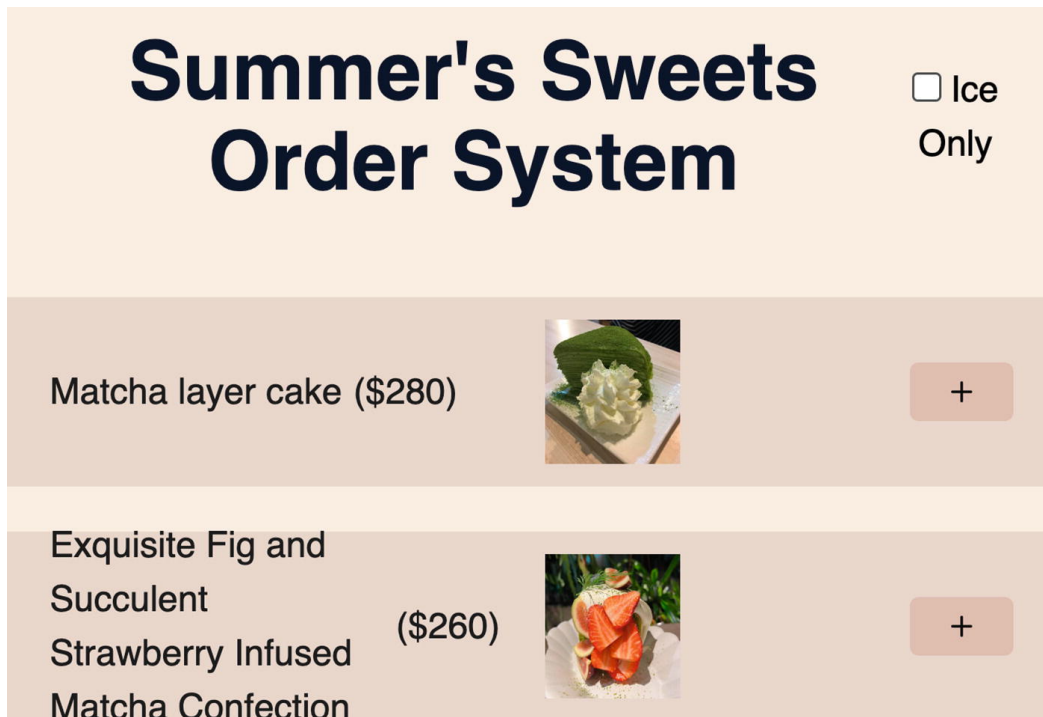 Summer's Sweets
Order System
Ice
Only
Matcha layer cake ($280)
+
Exquisite Fig and
Succulent
Strawberry Infused
Matcha Confection
($260)
+